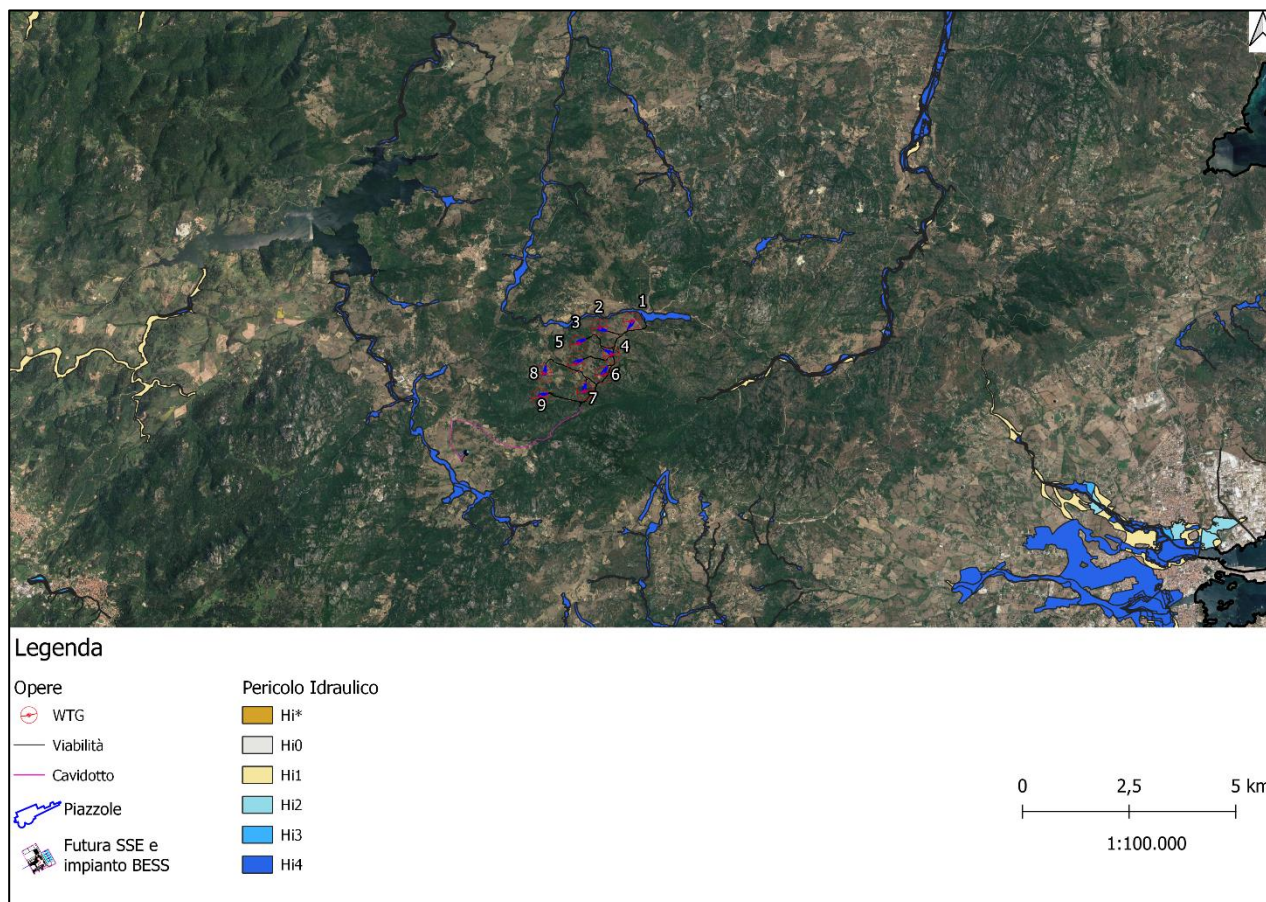 1
2
3
4
5
6
8
7
9
Legenda
Opere
WTG
Viabilità
Cavidotto
Piazzole
Futura SSE e
impianto BESS
Pericolo Idraulico
Hi*
Hi0
Hi1
Hi2
Hi3
Hi4
0 2,5 5 km
1:100.000